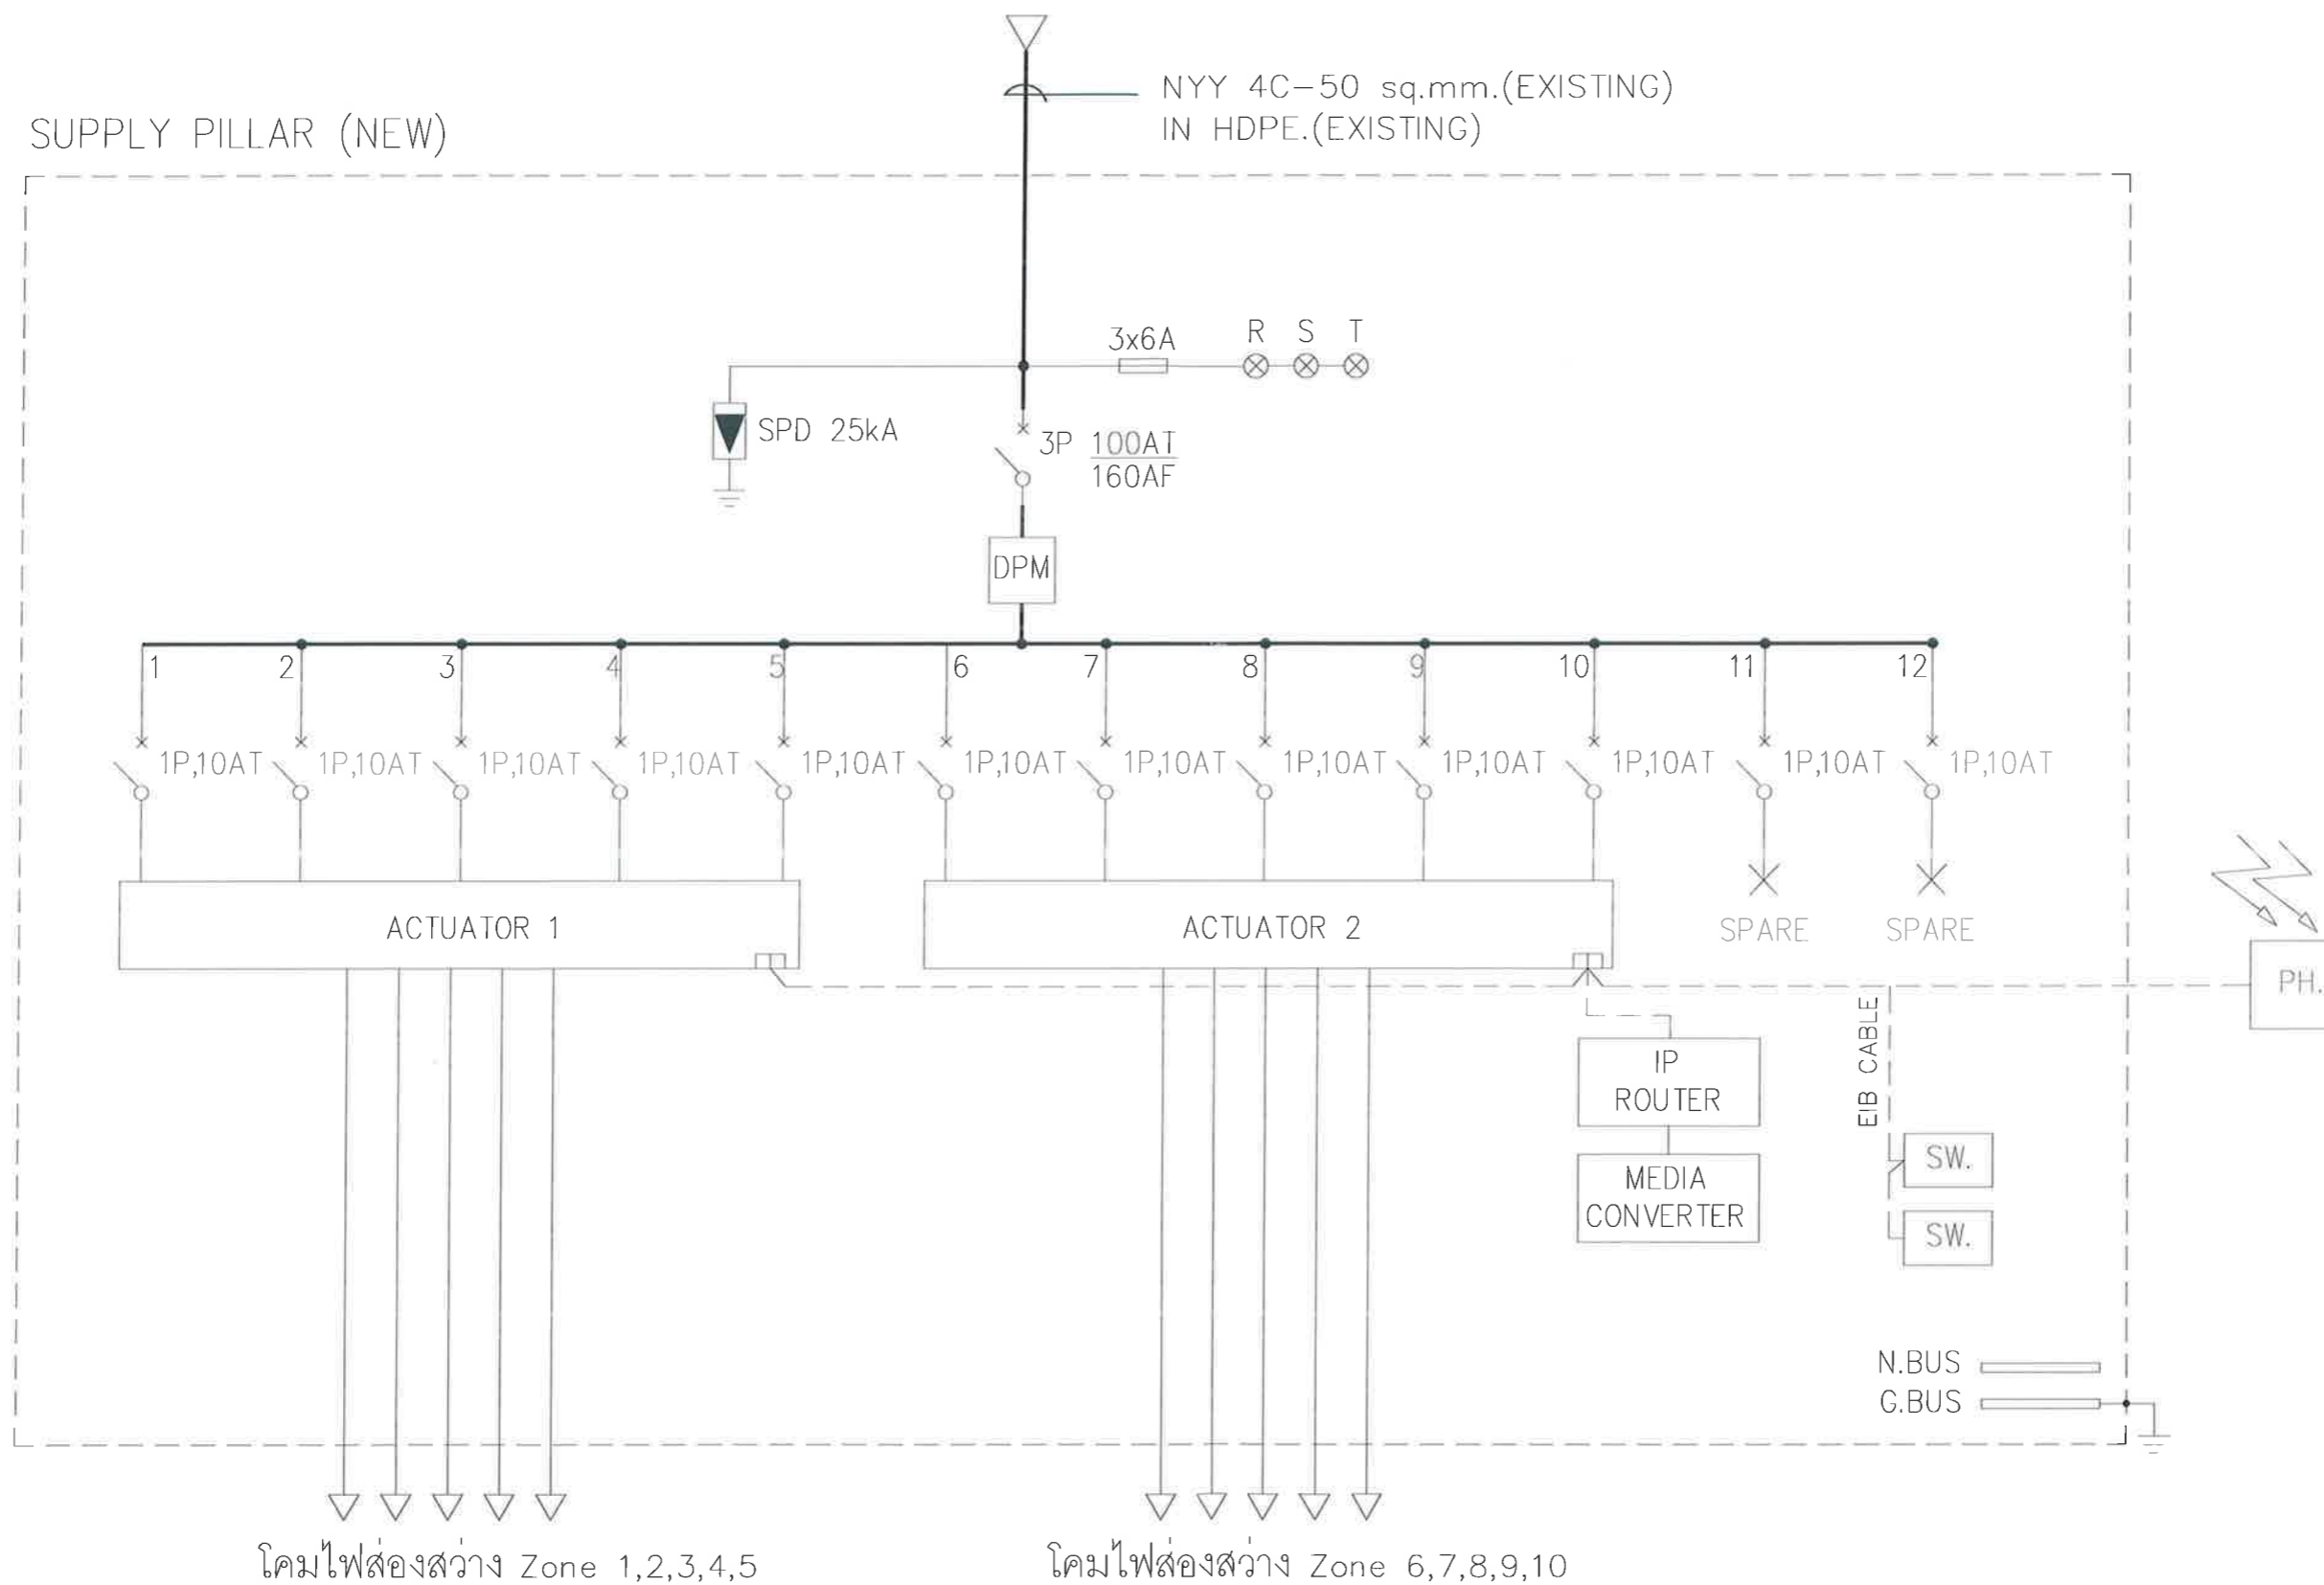 NYY 4C-50 sq.mm.(EXISTING)
IN HDPE.(EXISTING)
SUPPLY PILLAR (NEW)
3x6A
R S T
SPD 25kA
3P 100AT
160AF
DPM
1 2 3 4 5 6 7 8 9 10 11 12
1P,10AT 1P,10AT 1P,10AT 1P,10AT 1P,10AT 1P,10AT 1P,10AT 1P,10AT 1P,10AT 1P,10AT 1P,10AT 1P,10AT
ACTUATOR 1
ACTUATOR 2
SPARE
SPARE
PH.
EIB CABLE
IP
ROUTER
MEDIA
CONVERTER
SW.
SW.
N.BUS
G.BUS
โคมไฟส่องสว่าง Zone 1,2,3,4,5
โคมไฟส่องสว่าง Zone 6,7,8,9,10